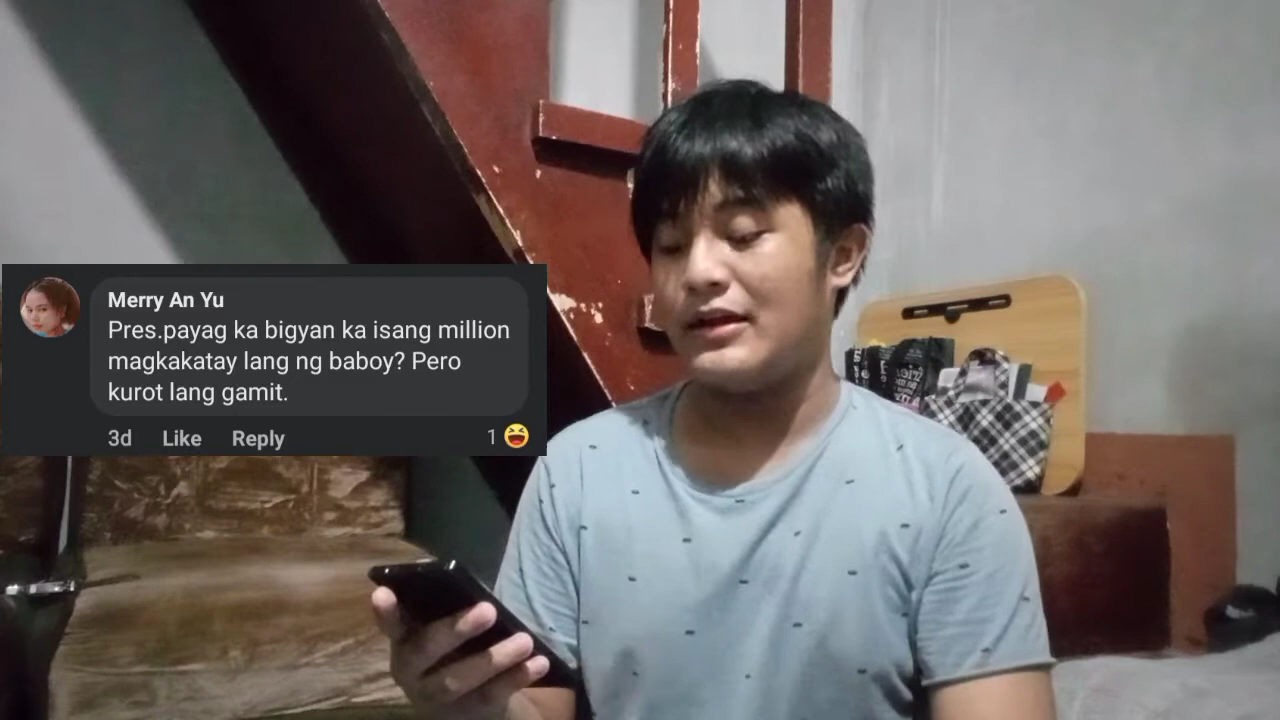 Merry An Yu
Pres.payag ka bigyan ka isang million
magkakatay lang ng baboy? Pero
kurot lang gamit.
3d Like Reply 1